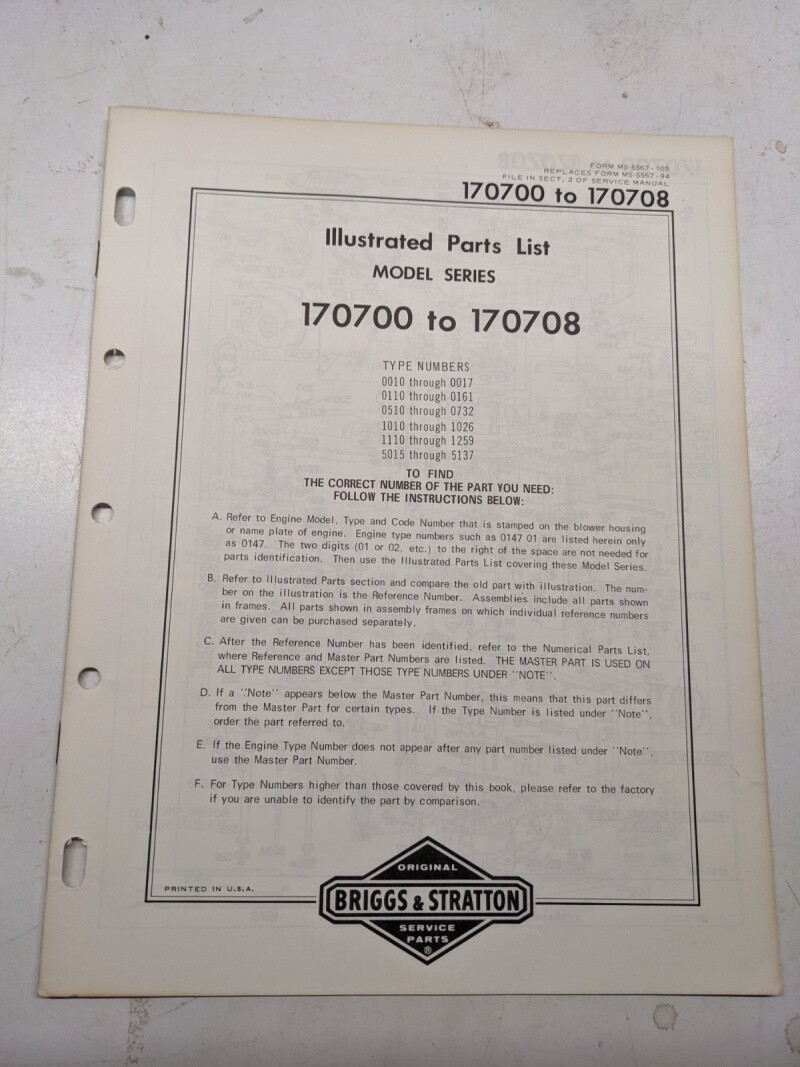 FORM MS-5567-109
REPLACES FORM MS-5567-94
FILE IN SECT. 2 OF SERVICE MANUAL
170700 to 170708
Illustrated Parts List
MODEL SERIES
170700 to 170708
TYPE NUMBERS
0010 through 0017
0110 through 0161
0510 through 0732
1010 through 1026
1110 through 1259
5015 through 5137
TO FIND
THE CORRECT NUMBER OF THE PART YOU NEED:
FOLLOW THE INSTRUCTIONS BELOW:
A. Refer to Engine Model, Type and Code Number that is stamped on the blower housing
or name plate of engine. Engine type numbers such as 0147 01 are listed herein only
as 0147. The two digits (01 or 02, etc.) to the right of the space are not needed for
parts identification. Then use the Illustrated Parts List covering these Model Series.
B. Refer to Illustrated Parts section and compare the old part with illustration. The num-
ber on the illustration is the Reference Number. Assemblies include all parts shown
in frames. All parts shown in assembly frames on which individual reference numbers
are given can be purchased separately.
C. After the Reference Number has been identified, refer to the Numerical Parts List,
where Reference and Master Part Numbers are listed. THE MASTER PART IS USED ON
ALL TYPE NUMBERS EXCEPT THOSE TYPE NUMBERS UNDER "NOTE".
D. If a "Note" appears below the Master Part Number, this means that this part differs
from the Master Part for certain types. If the Type Number is listed under "Note",
order the part referred to.
E. If the Engine Type Number does not appear after any part number listed under "Note",
use the Master Part Number.
F. For Type Numbers higher than those covered by this book, please refer to the factory
if you are unable to identify the part by comparison.
PRINTED IN U.S.A.
ORIGINAL
BRIGGS & STRATTON
SERVICE
PARTS
®